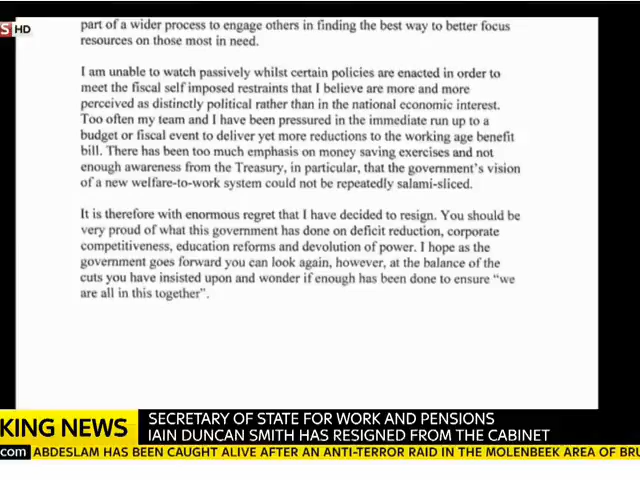 S HD
part of a wider process to engage others in finding the best way to better focus
resources on those most in need.
I am unable to watch passively whilst certain policies are enacted in order to
meet the fiscal self imposed restraints that I believe are more and more
perceived as distinctly political rather than in the national economic interest.
Too often my team and I have been pressured in the immediate run up to a
budget or fiscal event to deliver yet more reductions to the working age benefit
bill. There has been too much emphasis on money saving exercises and not
enough awareness from the Treasury, in particular, that the government's vision
of a new welfare-to-work system could not be repeatedly salami-sliced.
It is therefore with enormous regret that I have decided to resign. You should be
very proud of what this government has done on deficit reduction, corporate
competitiveness, education reforms and devolution of power. I hope as the
government goes forward you can look again, however, at the balance of the
cuts you have insisted upon and wonder if enough has been done to ensure “we
are all in this together”.
KING NEWS
SECRETARY OF STATE FOR WORK AND PENSIONS
IAIN DUNCAN SMITH HAS RESIGNED FROM THE CABINET
.com ABDESLAM HAS BEEN CAUGHT ALIVE AFTER AN ANTI-TERROR RAID IN THE MOLENBEEK AREA OF BRU